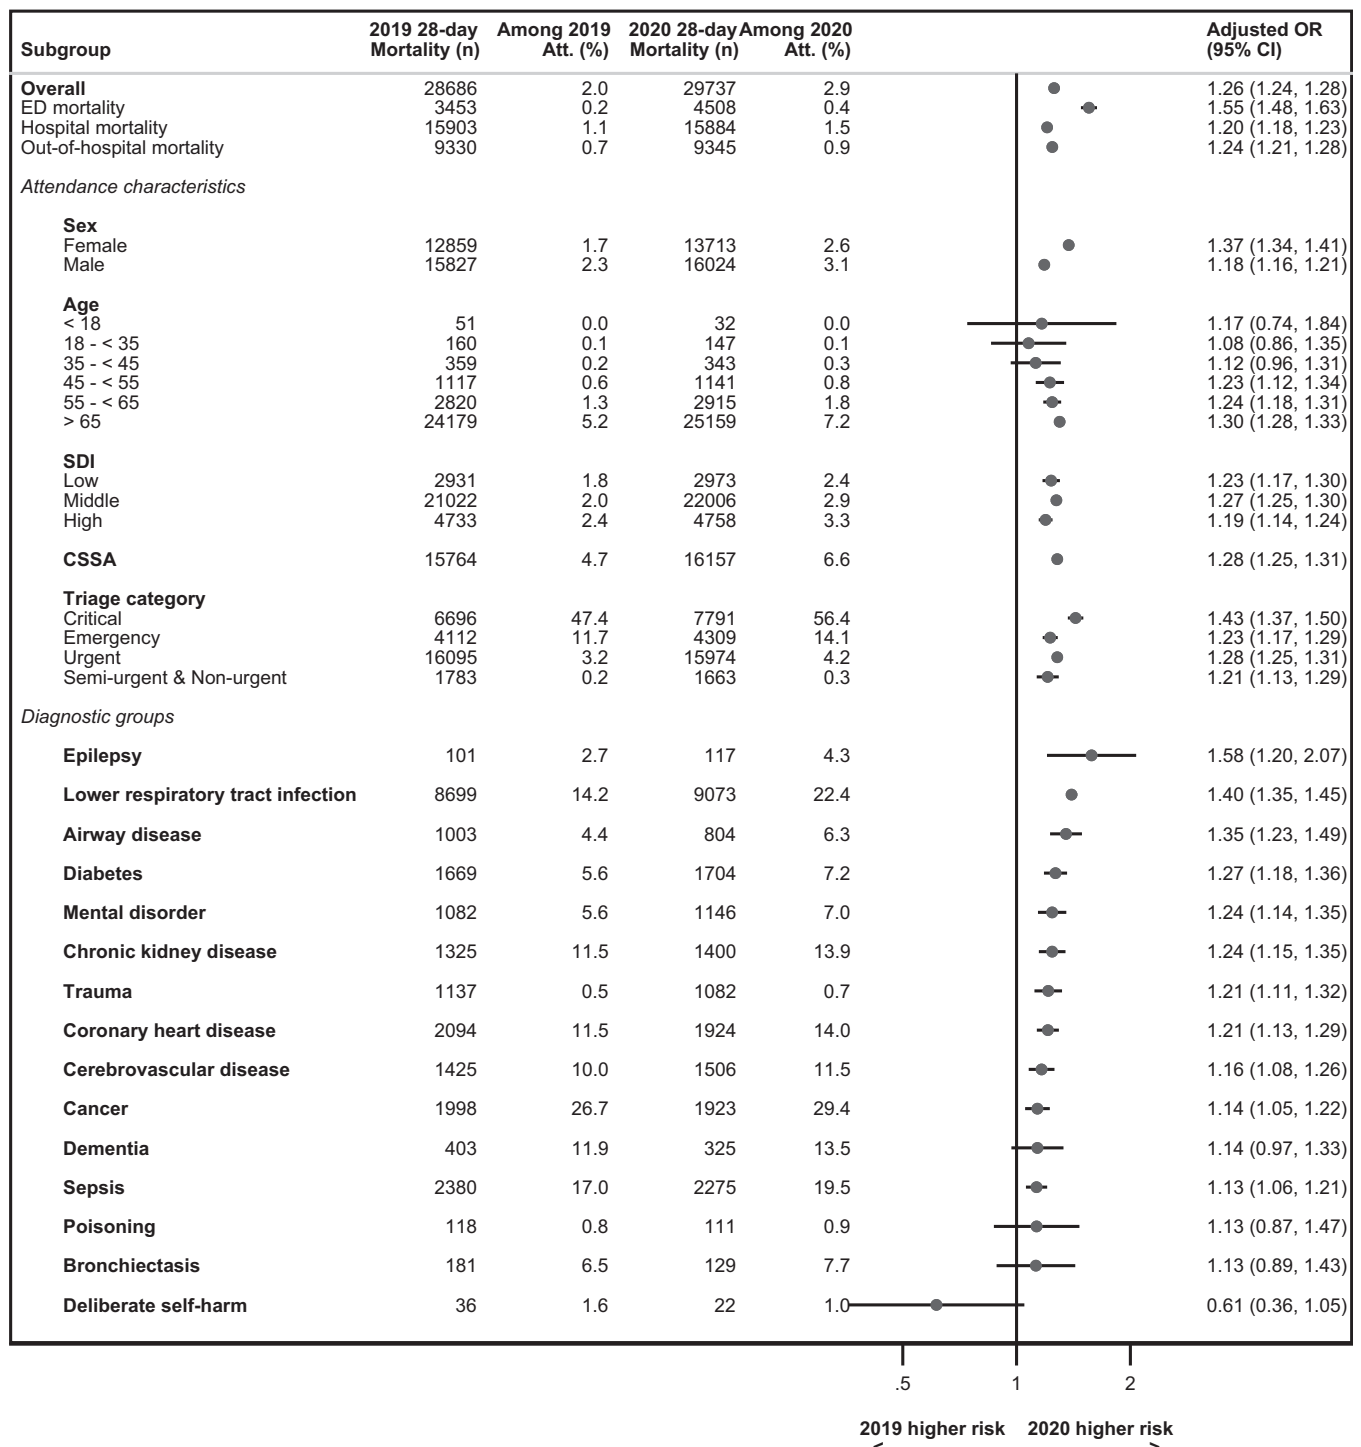 Subgroup 2019 28-day Mortality (n) Among 2019 Att. (%) 2020 28-day Mortality (n) Among 2020 Att. (%) Adjusted OR (95% CI)
Overall 28686 2.0 29737 2.9 1.26 (1.24, 1.28)
ED mortality 3453 0.2 4508 0.4 1.55 (1.48, 1.63)
Hospital mortality 15903 1.1 15884 1.5 1.20 (1.18, 1.23)
Out-of-hospital mortality 9330 0.7 9345 0.9 1.24 (1.21, 1.28)
Attendance characteristics
Sex
Female 12859 1.7 13713 2.6 1.37 (1.34, 1.41)
Male 15827 2.3 16024 3.1 1.18 (1.16, 1.21)
Age
< 18 51 0.0 32 0.0 1.17 (0.74, 1.84)
18 - < 35 160 0.1 147 0.1 1.08 (0.86, 1.35)
35 - < 45 359 0.2 343 0.3 1.12 (0.96, 1.31)
45 - < 55 1117 0.6 1141 0.8 1.23 (1.12, 1.34)
55 - < 65 2820 1.3 2915 1.8 1.24 (1.18, 1.31)
> 65 24179 5.2 25159 7.2 1.30 (1.28, 1.33)
SDI
Low 2931 1.8 2973 2.4 1.23 (1.17, 1.30)
Middle 21022 2.0 22006 2.9 1.27 (1.25, 1.30)
High 4733 2.4 4758 3.3 1.19 (1.14, 1.24)
CSSA 15764 4.7 16157 6.6 1.28 (1.25, 1.31)
Triage category
Critical 6696 47.4 7791 56.4 1.43 (1.37, 1.50)
Emergency 4112 11.7 4309 14.1 1.23 (1.17, 1.29)
Urgent 16095 3.2 15974 4.2 1.28 (1.25, 1.31)
Semi-urgent & Non-urgent 1783 0.2 1663 0.3 1.21 (1.13, 1.29)
Diagnostic groups
Epilepsy 101 2.7 117 4.3 1.58 (1.20, 2.07)
Lower respiratory tract infection 8699 14.2 9073 22.4 1.40 (1.35, 1.45)
Airway disease 1003 4.4 804 6.3 1.35 (1.23, 1.49)
Diabetes 1669 5.6 1704 7.2 1.27 (1.18, 1.36)
Mental disorder 1082 5.6 1146 7.0 1.24 (1.14, 1.35)
Chronic kidney disease 1325 11.5 1400 13.9 1.24 (1.15, 1.35)
Trauma 1137 0.5 1082 0.7 1.21 (1.11, 1.32)
Coronary heart disease 2094 11.5 1924 14.0 1.21 (1.13, 1.29)
Cerebrovascular disease 1425 10.0 1506 11.5 1.16 (1.08, 1.26)
Cancer 1998 26.7 1923 29.4 1.14 (1.05, 1.22)
Dementia 403 11.9 325 13.5 1.14 (0.97, 1.33)
Sepsis 2380 17.0 2275 19.5 1.13 (1.06, 1.21)
Poisoning 118 0.8 111 0.9 1.13 (0.87, 1.47)
Bronchiectasis 181 6.5 129 7.7 1.13 (0.89, 1.43)
Deliberate self-harm 36 1.6 22 1.0 0.61 (0.36, 1.05)
.5 1 2
2019 higher risk 2020 higher risk